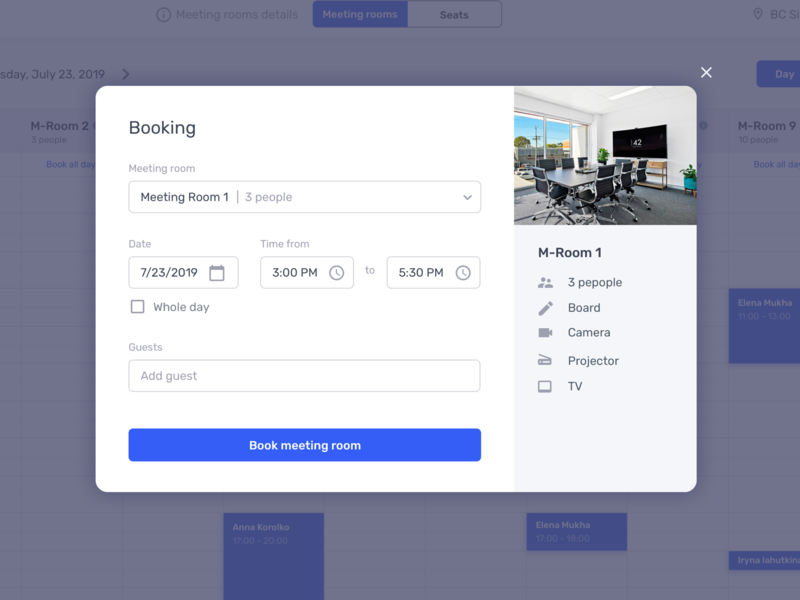 Meeting rooms details
Meeting rooms
Seats
BC Si
sday, July 23, 2019
Day
M-Room 2
3 people
Book all day
M-Room 9
10 people
Book all day
Booking
Meeting room
Meeting Room 1 | 3 people
Date
Time from
7/23/2019
3:00 PM
to
5:30 PM
Whole day
Guests
Add guest
Book meeting room
42
M-Room 1
3 pepople
Board
Camera
Projector
TV
Elena Mukha
11:00 - 13:00
Anna Korolko
17:00 - 20:00
Elena Mukha
17:00 - 18:00
Iryna Iahutkina